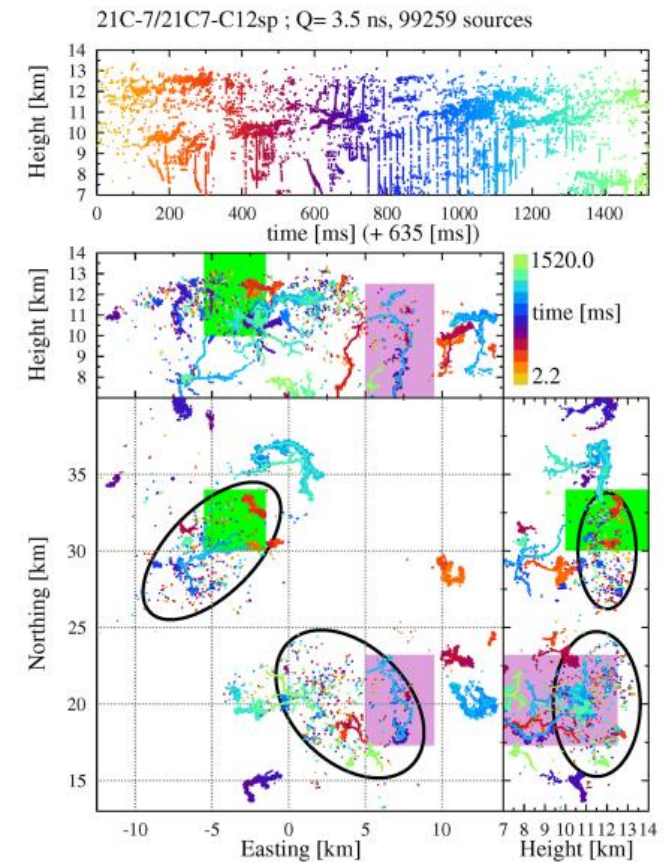 21C-7/21C7-C12sp ; Q= 3.5 ns, 99259 sources
Height [km]
14
13
12
11
10
9
8
7
0 200 400 600 800 1000 1200 1400
time [ms] (+ 635 [ms])
Height [km]
14
13
12
11
10
9
8
1520.0
time [ms]
2.2
Northing [km]
35
30
25
20
15
-10 -5 0 5 10
Easting [km]
7 8 9 10 11 12 13 14
Height [km]